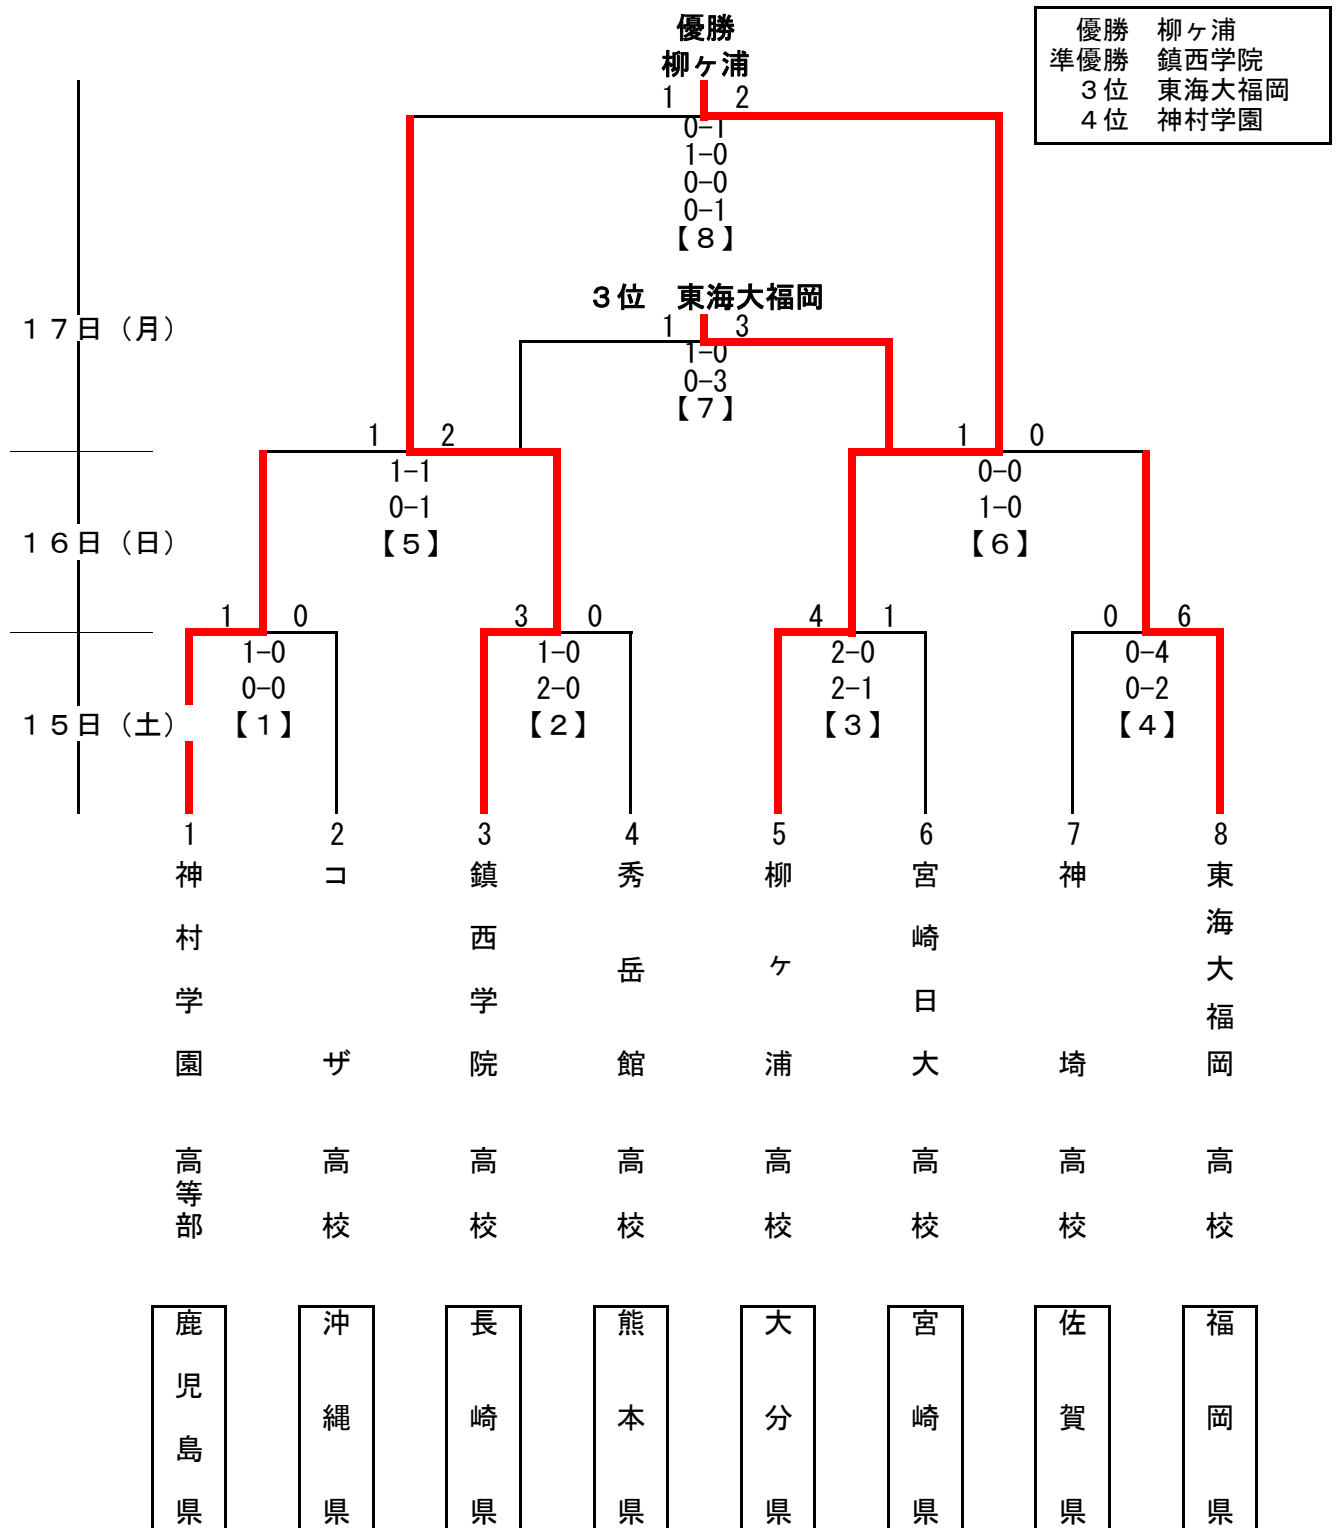 優勝
柳ヶ浦
優勝 柳ヶ浦
準優勝 鎮西学院
３位 東海大福岡
４位 神村学園
1 2
0-1
1-0
0-0
0-1
【８】
３位 東海大福岡
1 3
1-0
0-3
【７】
１７日（月）
1 2
1-1
0-1
【５】
1 0
0-0
1-0
【６】
１６日（日）
1 0
1-0
0-0
【１】
3 0
1-0
2-0
【２】
4 1
2-0
2-1
【３】
0 6
0-4
0-2
【４】
１５日（土）
1 2 3 4 5 6 7 8
神村学園 高等部
コザ 高校
鎮西学院 高校
秀岳館 高校
柳ヶ浦 高校
宮崎日大 高校
神埼 高校
東海大福岡 高校
鹿児島県
沖縄県
長崎県
熊本県
大分県
宮崎県
佐賀県
福岡県